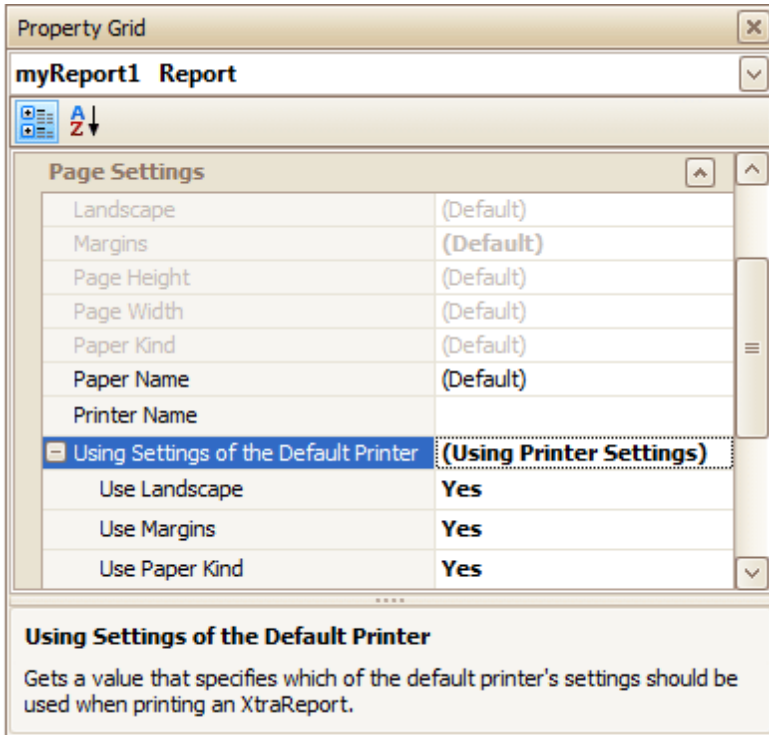 Property Grid
myReport1 Report
A
Z
Page Settings
Landscape (Default)
Margins (Default)
Page Height (Default)
Page Width (Default)
Paper Kind (Default)
Paper Name (Default)
Printer Name
Using Settings of the Default Printer (Using Printer Settings)
Use Landscape Yes
Use Margins Yes
Use Paper Kind Yes
Using Settings of the Default Printer
Gets a value that specifies which of the default printer's settings should be
used when printing an XtraReport.